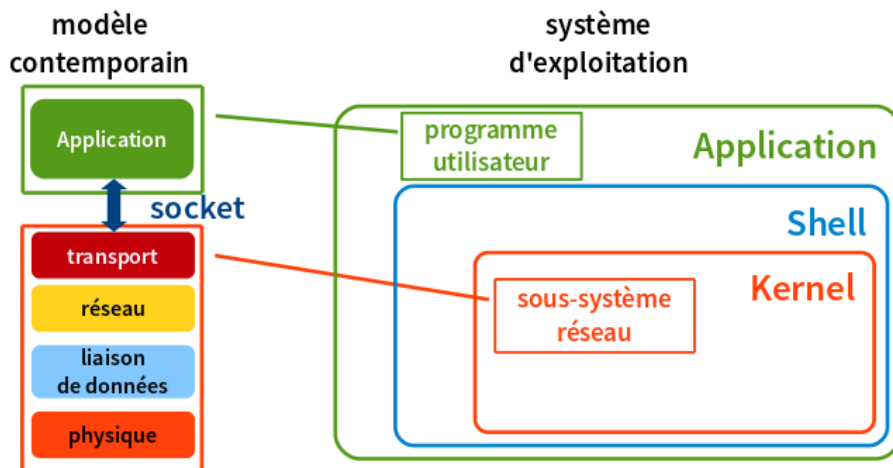 modèle
contemporain
système
d'exploitation
Application
socket
transport
réseau
liaison
de données
physique
programme
utilisateur
Application
Shell
Kernel
sous-système
réseau